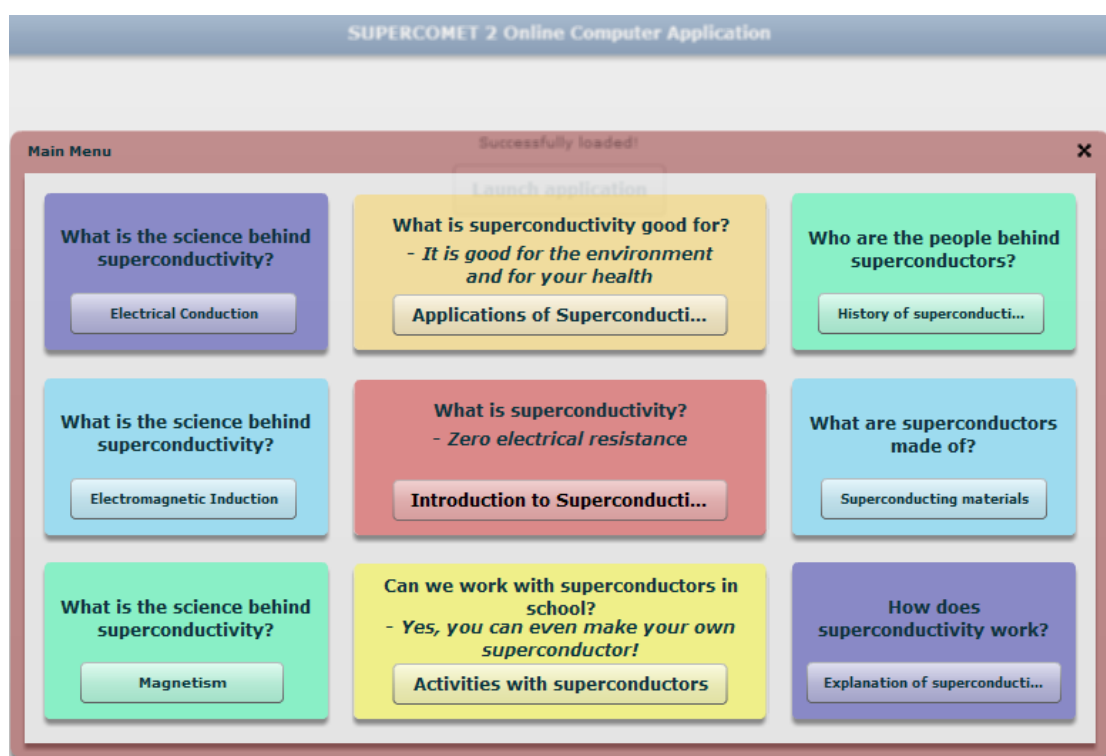 SUPERCOMET 2 Online Computer Application
Successfully loaded!
Main Menu
Launch application
What is the science behind
superconductivity?
Electrical Conduction
What is superconductivity good for?
- It is good for the environment
and for your health
Applications of Superconducti...
Who are the people behind
superconductors?
History of superconducti...
What is the science behind
superconductivity?
Electromagnetic Induction
What is superconductivity?
- Zero electrical resistance
Introduction to Superconducti...
What are superconductors
made of?
Superconducting materials
What is the science behind
superconductivity?
Magnetism
Can we work with superconductors in
school?
- Yes, you can even make your own
superconductor!
Activities with superconductors
How does
superconductivity work?
Explanation of superconducti...